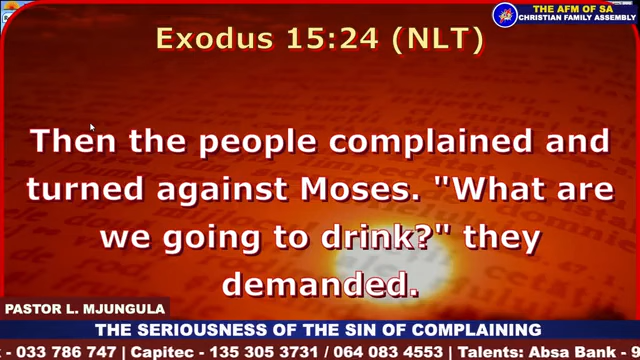 THE AFM OF SA
CHRISTIAN FAMILY ASSEMBLY
Exodus 15:24 (NLT)
Then the people complained and
turned against Moses. "What are
we going to drink?" they
demanded.
PASTOR L. MJUNGULA
THE SERIOUSNESS OF THE SIN OF COMPLAINING
- 033 786 747 | Capitec - 135 305 3731 / 064 083 4553 | Talents: Absa Bank - 9